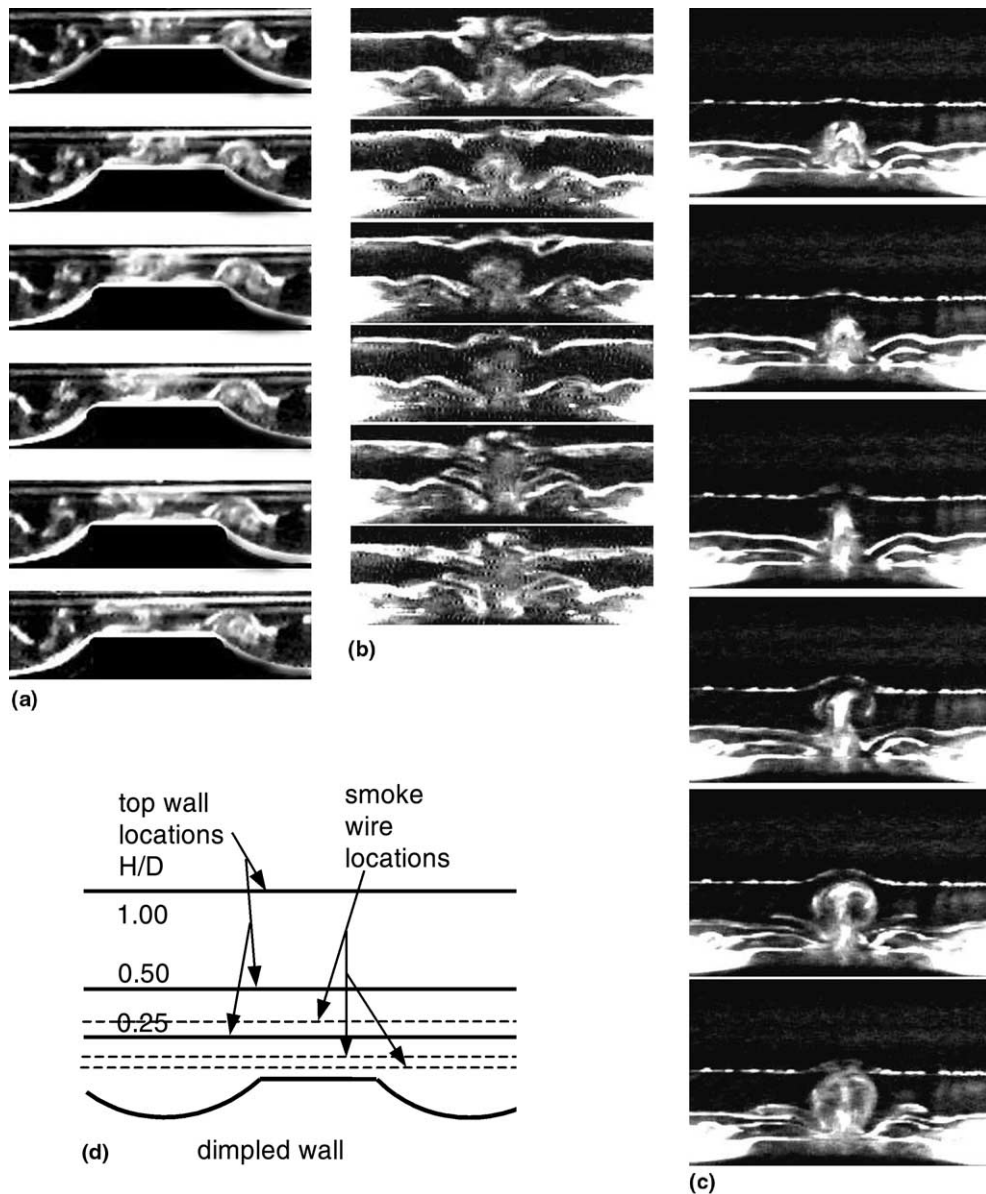 (a)
(b)
(c)
top wall
locations
H/D
smoke
wire
locations
1.00
0.50
0.25
dimpled wall
(d)